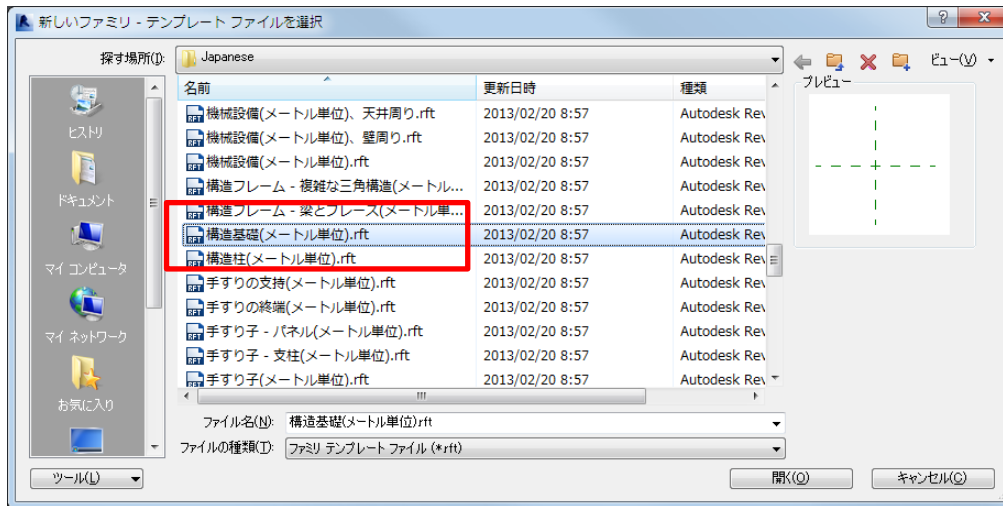 新しいファミリ - テンプレート ファイルを選択
探す場所(I): Japanese ビュー(V)
名前 更新日時 種類 プレビュー
機械設備(メートル単位)、天井周り.rft 2013/02/20 8:57 Autodesk Rev
機械設備(メートル単位)、壁周り.rft 2013/02/20 8:57 Autodesk Rev
機械設備(メートル単位).rft 2013/02/20 8:57 Autodesk Rev
構造フレーム - 複雑な三角構造(メートル... 2013/02/20 8:57 Autodesk Rev
構造フレーム - 梁とブレース(メートル単... 2013/02/20 8:57 Autodesk Rev
構造基礎(メートル単位).rft 2013/02/20 8:57 Autodesk Rev
構造柱(メートル単位).rft 2013/02/20 8:57 Autodesk Rev
手すりの支持(メートル単位).rft 2013/02/20 8:57 Autodesk Rev
手すりの終端(メートル単位).rft 2013/02/20 8:57 Autodesk Rev
手すり子 - パネル(メートル単位).rft 2013/02/20 8:57 Autodesk Rev
手すり子 - 支柱(メートル単位).rft 2013/02/20 8:57 Autodesk Rev
手すり子(メートル単位).rft 2013/02/20 8:57 Autodesk Rev
ヒストリ
ドキュメント
マイ コンピュータ
マイ ネットワーク
お気に入り
ファイル名(N): 構造基礎(メートル単位).rft
ファイルの種類(T): ファミリ テンプレート ファイル (*.rft)
ツール(L) 開く(O) キャンセル(C)